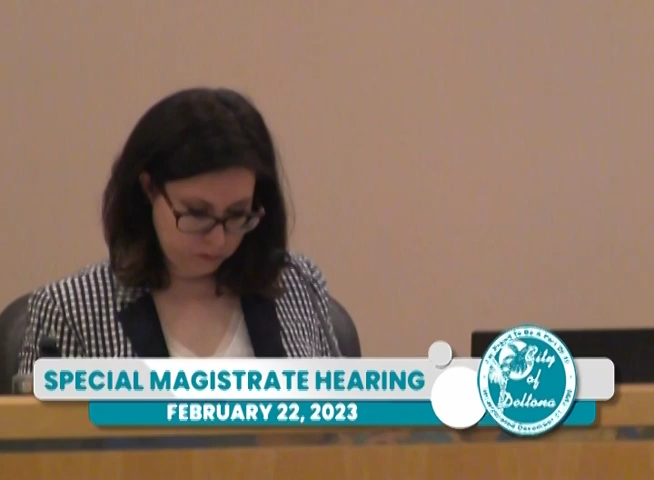 SPECIAL MAGISTRATE HEARING
FEBRUARY 22, 2023
City
of
Deltona